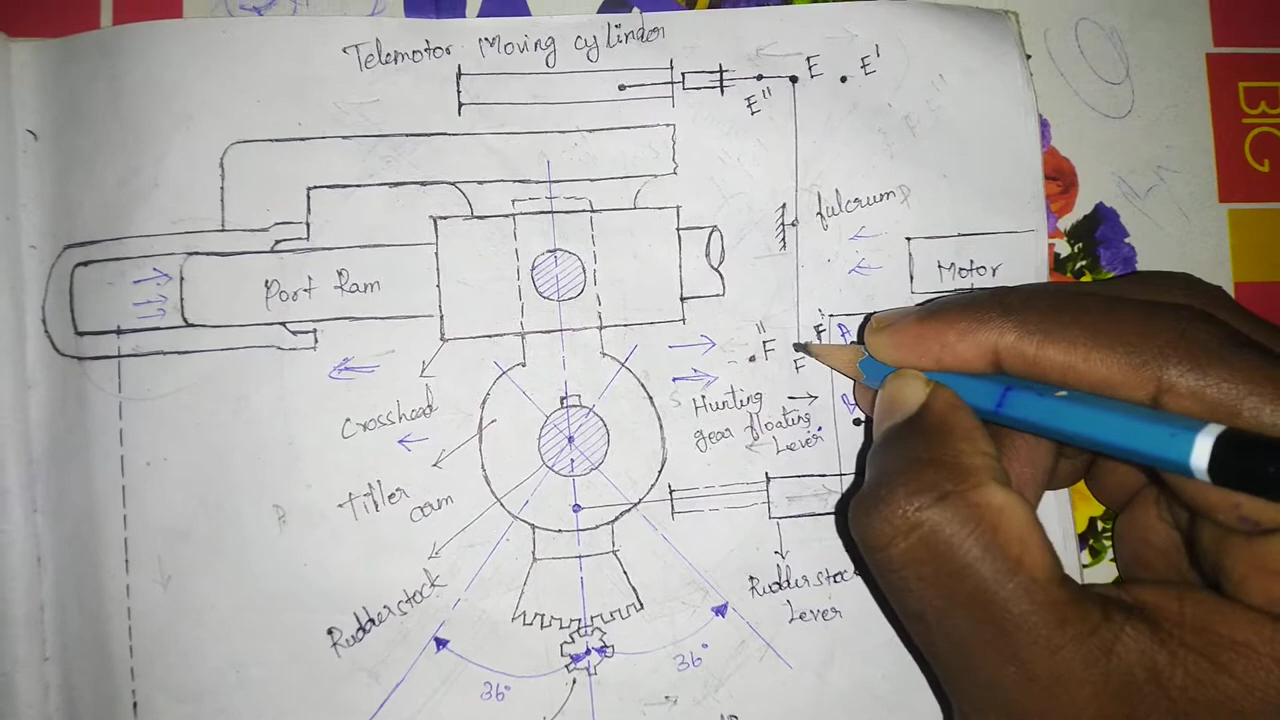 Telemotor Moving cylinder
E
E'
E"
BIG
fulcrum
Motor
Port Ram
F"
F'
A
F
Hunting
gear floating
Lever
Crosshead
Tiller
arm
Rudderstock
Rudderstock
Lever
36°
36°